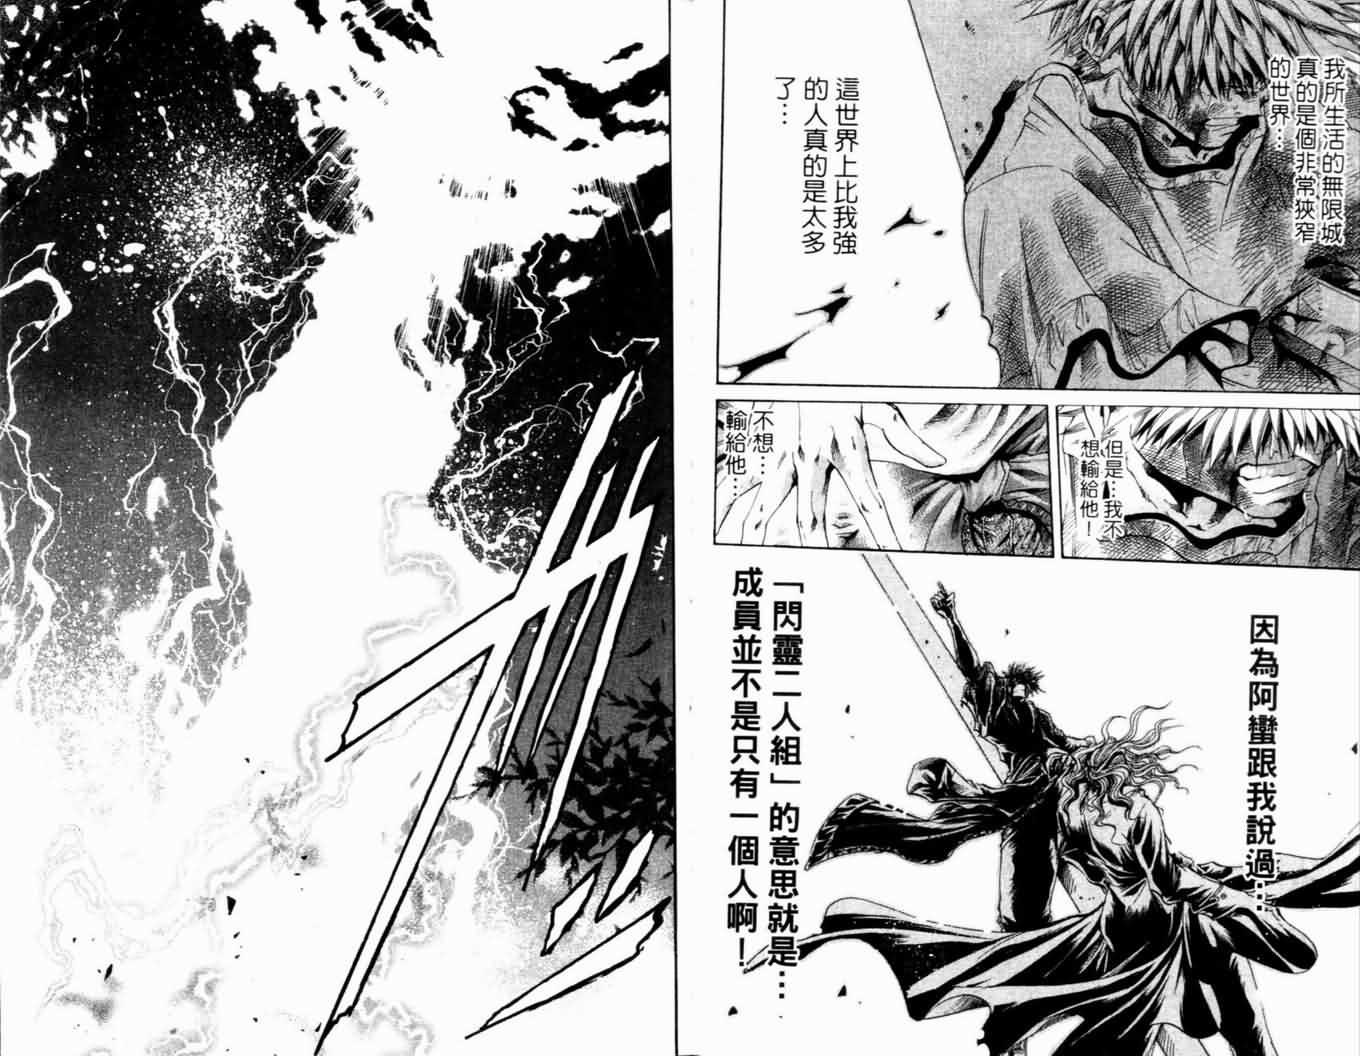 我所生活的無限城
真的是個非常狹窄
的世界…
這世界上比我強
的人真的是太多
了…
但是…我不
想輸給他！
不想…
輸給他…
因為阿蠻跟我說過…
「閃靈二人組」的意思就是…
成員並不是只有一個人啊！